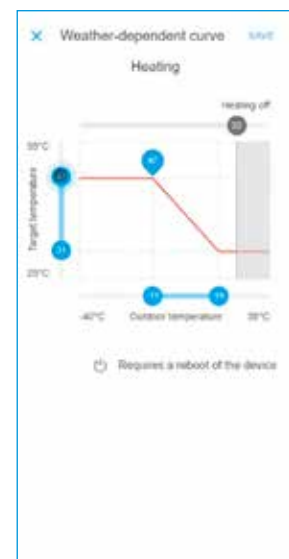 Weather-dependent curve SAVE
Heating
Heating off
55°C
Target temperature
25°C
-40°C Outdoor temperature
Requires a reboot of the device